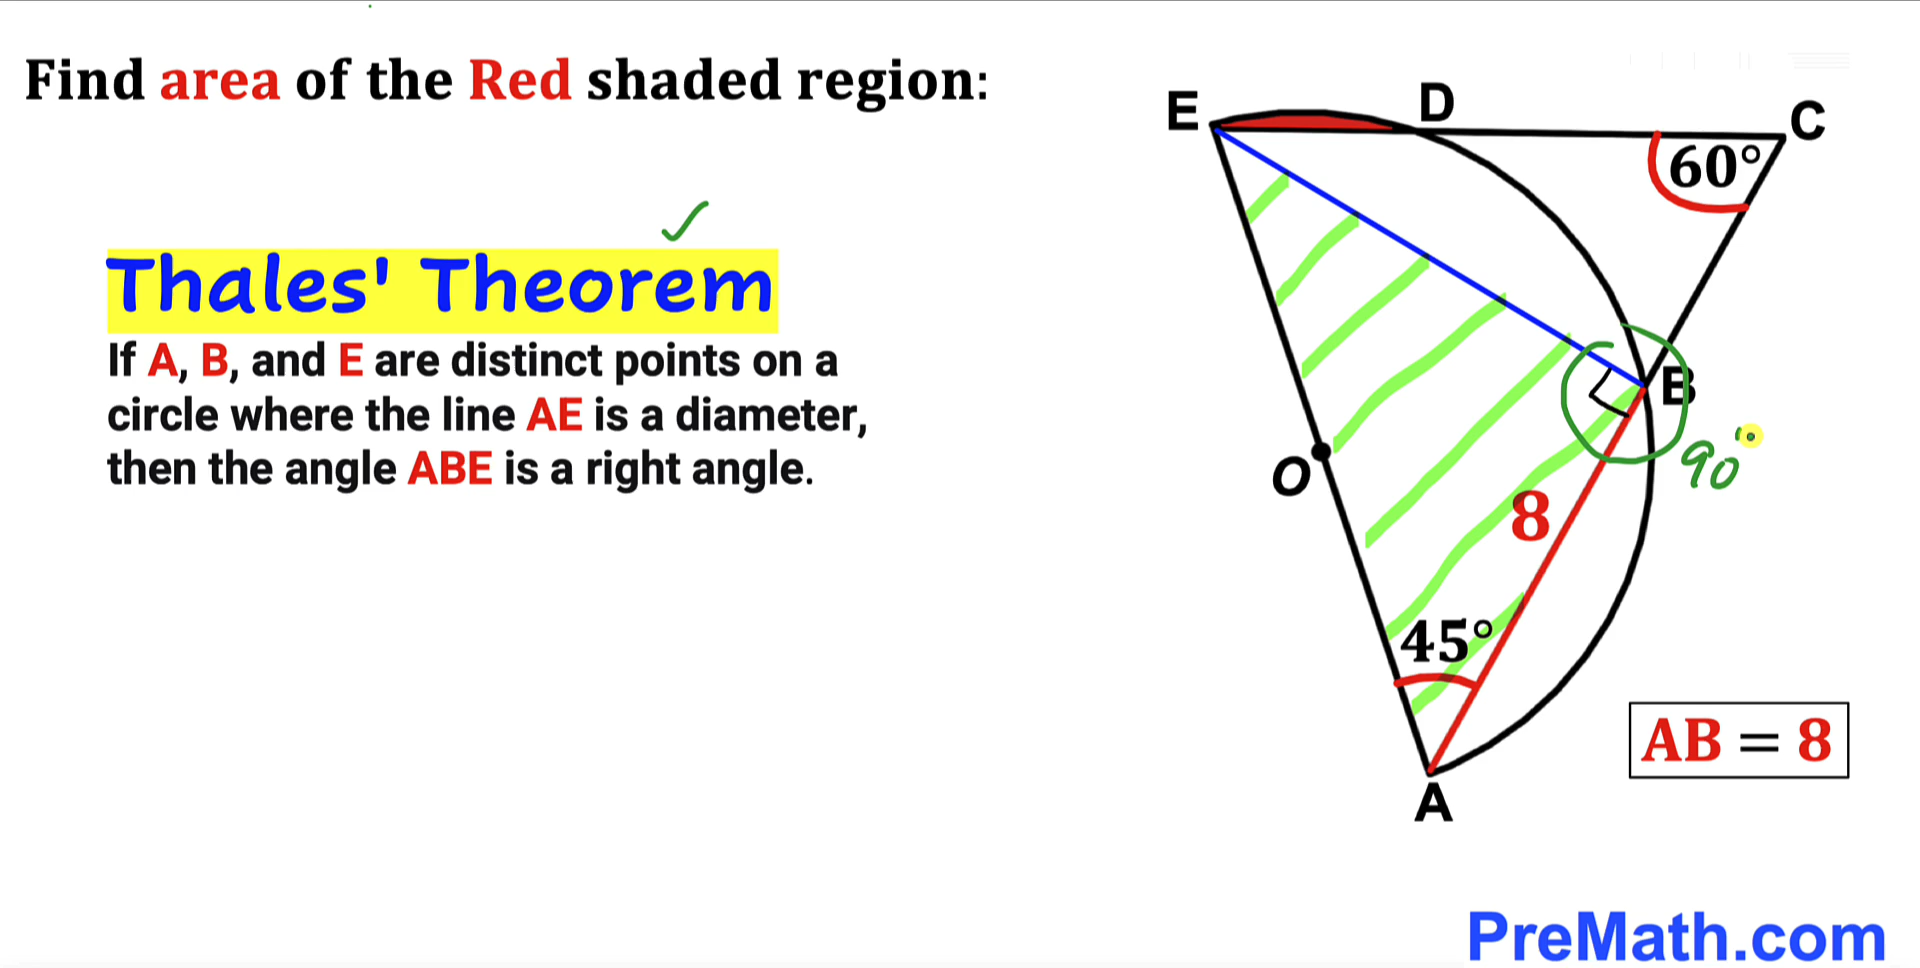 Find area of the Red shaded region:
Thales' Theorem
If A, B, and E are distinct points on a
circle where the line AE is a diameter,
then the angle ABE is a right angle.
E
D
C
60°
B
90°
O
8
45°
A
AB = 8
PreMath.com